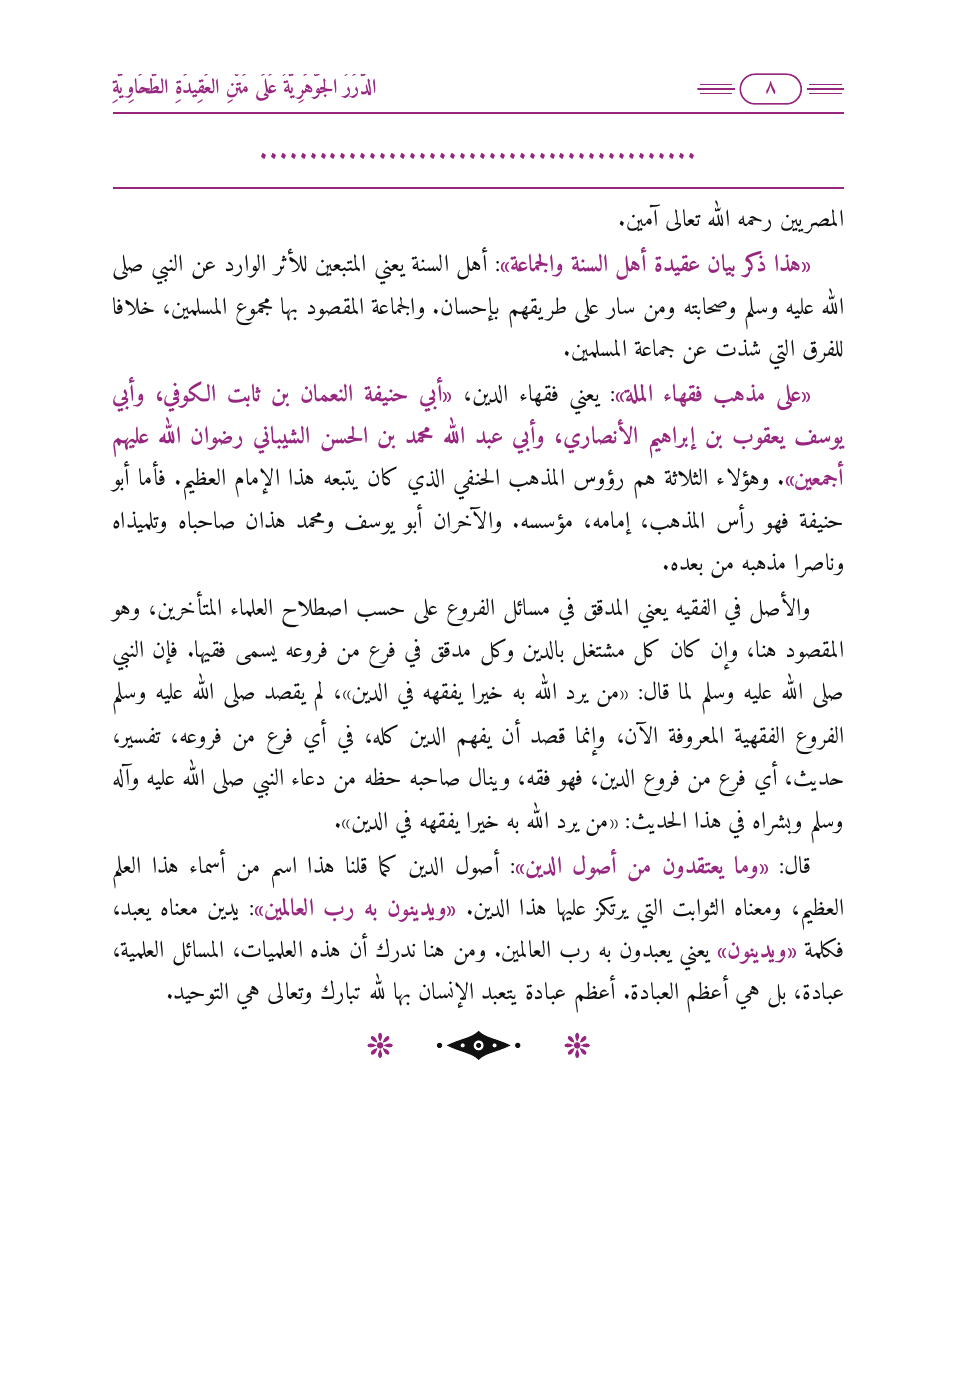 ٨
الدُّرَرُ الجَوْهَرِيَّةُ عَلَى مَتْنِ العَقِيدَةِ الطَّحَاوِيَّةِ
المصريين رحمه الله تعالى آمين.
«هذا ذكر بيان عقيدة أهل السنة والجماعة»: أهل السنة يعني المتبعين للأثر الوارد عن النبي صلى
الله عليه وسلم وصحابته ومن سار على طريقهم بإحسان. والجماعة المقصود بها مجموع المسلمين، خلافا
للفرق التي شذت عن جماعة المسلمين.
«على مذهب فقهاء الملة»: يعني فقهاء الدين، «أبي حنيفة النعمان بن ثابت الكوفي، وأبي
يوسف يعقوب بن إبراهيم الأنصاري، وأبي عبد الله محمد بن الحسن الشيباني رضوان الله عليهم
أجمعين». وهؤلاء الثلاثة هم رؤوس المذهب الحنفي الذي كان يتبعه هذا الإمام العظيم. فأما أبو
حنيفة فهو رأس المذهب، إمامه، مؤسسه. والآخران أبو يوسف ومحمد هذان صاحباه وتلميذاه
وناصرا مذهبه من بعده.
والأصل في الفقيه يعني المدقق في مسائل الفروع على حسب اصطلاح العلماء المتأخرين، وهو
المقصود هنا، وإن كان كل مشتغل بالدين وكل مدقق في فرع من فروعه يسمى فقيها. فإن النبي
صلى الله عليه وسلم لما قال: «من يرد الله به خيرا يفقهه في الدين»، لم يقصد صلى الله عليه وسلم
الفروع الفقهية المعروفة الآن، وإنما قصد أن يفهم الدين كله، في أي فرع من فروعه، تفسير،
حديث، أي فرع من فروع الدين، فهو فقه، وينال صاحبه حظه من دعاء النبي صلى الله عليه وآله
وسلم وبشراه في هذا الحديث: «من يرد الله به خيرا يفقهه في الدين».
قال: «وما يعتقدون من أصول الدين»: أصول الدين كما قلنا هذا اسم من أسماء هذا العلم
العظيم، ومعناه الثوابت التي يرتكز عليها هذا الدين. «ويدينون به رب العالمين»: يدين معناه يعبد،
فكلمة «ويدينون» يعني يعبدون به رب العالمين. ومن هنا ندرك أن هذه العلميات، المسائل العلمية،
عبادة، بل هي أعظم العبادة. أعظم عبادة يتعبد الإنسان بها لله تبارك وتعالى هي التوحيد.